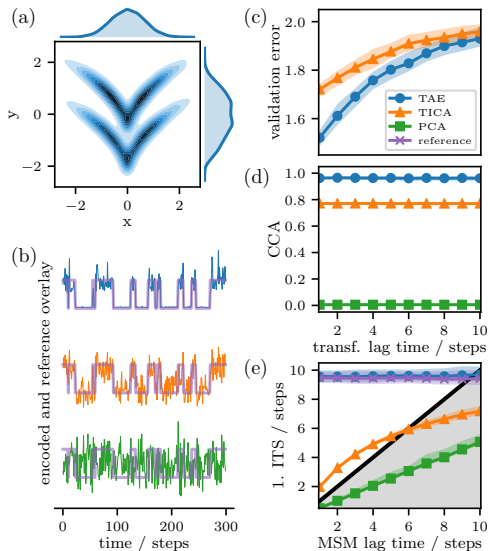 (a)
y
2
0
−2
−2
0
2
x
(b)
encoded and reference overlay
0
100
200
300
time / steps
(c)
validation error
2.0
1.8
1.6
TAE
TICA
PCA
reference
(d)
CCA
1.0
0.8
0.6
0.4
0.2
0.0
2
4
6
8
10
transf. lag time / steps
(e)
1. ITS / steps
10
8
6
4
2
2
4
6
8
10
MSM lag time / steps